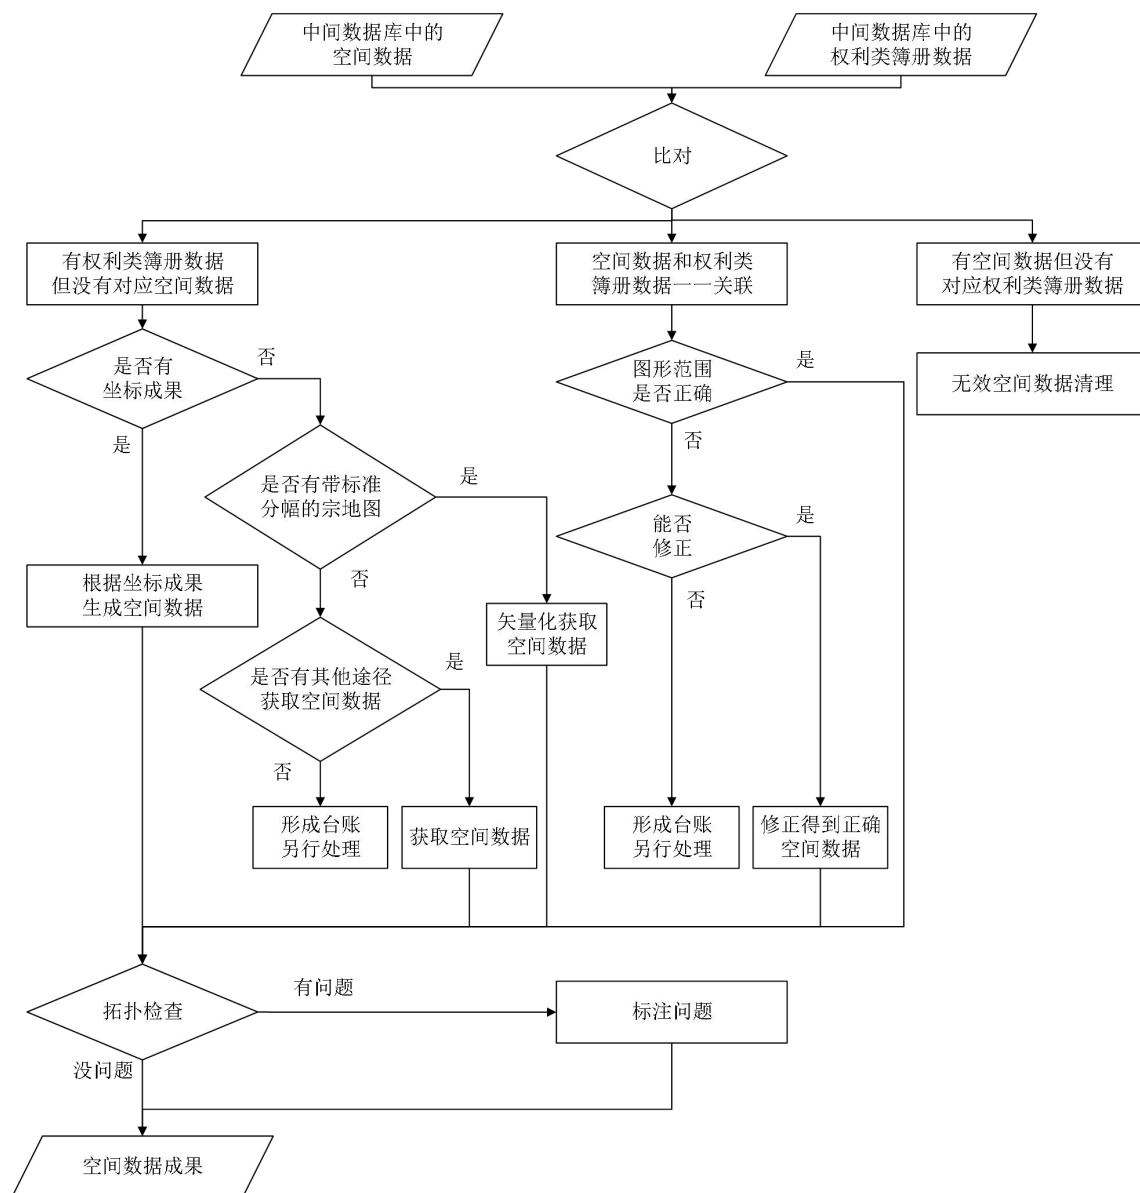 中间数据库中的
空间数据
中间数据库中的
权利类簿册数据
比对
有权利类簿册数据
但没有对应空间数据
空间数据和权利类
簿册数据一一关联
有空间数据但没有
对应权利类簿册数据
是否有
坐标成果
否
图形范围
是否正确
是
无效空间数据清理
是
否
是否有带标准
分幅的宗地图
是
能否
修正
是
根据坐标成果
生成空间数据
否
否
矢量化获取
空间数据
是否有其他途径
获取空间数据
是
否
形成台账
另行处理
获取空间数据
形成台账
另行处理
修正得到正确
空间数据
拓扑检查
有问题
标注问题
没问题
空间数据成果